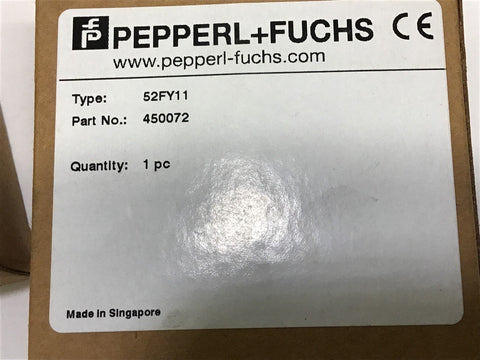 PEPPERL+FUCHS CE
www.pepperl-fuchs.com
Type: 52FY11
Part No.: 450072
Quantity: 1 pc
Made in Singapore